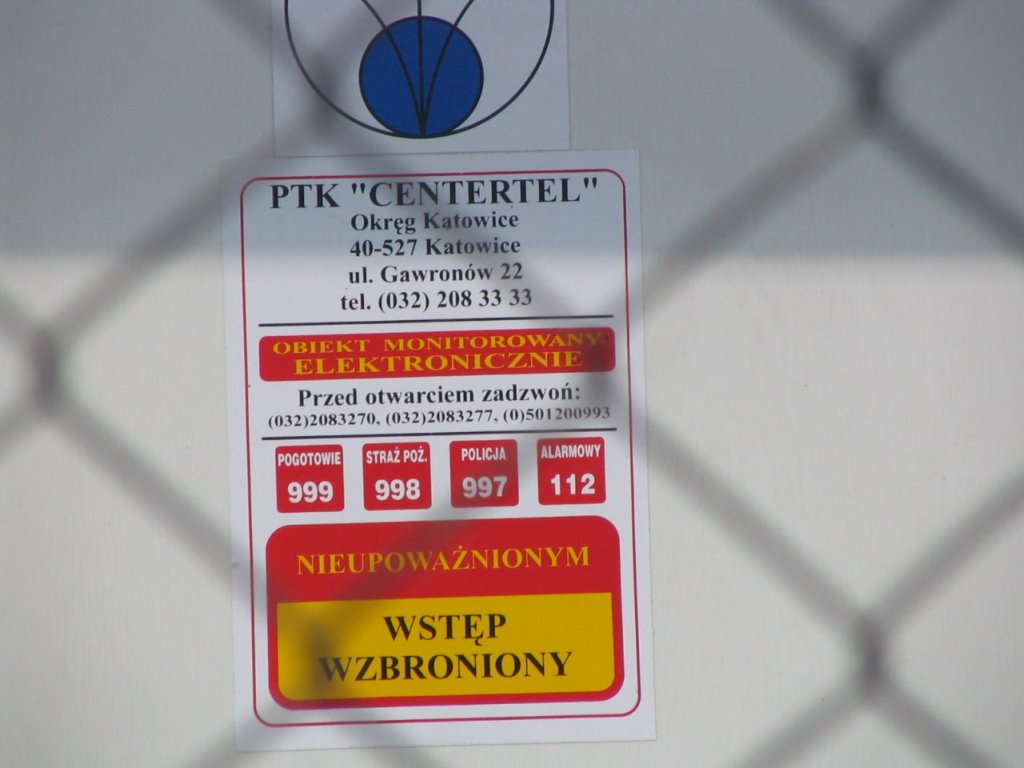 PTK "CENTERTEL"
Okręg Katowice
40-527 Katowice
ul. Gawronów 22
tel. (032) 208 33 33
OBIEKT MONITOROWANY
ELEKTRONICZNIE
Przed otwarciem zadzwoń:
(032)2083270, (032)2083277, (0)501200993
POGOTOWIE STRAŻ POŻ. POLICJA ALARMOWY
999 998 997 112
NIEUPOWAŻNIONYM
WSTĘP
WZBRONIONY